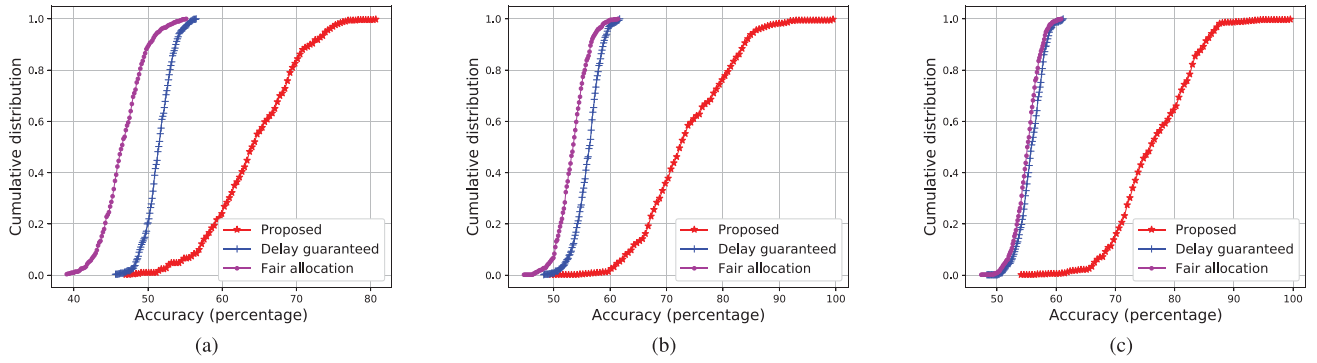 1.0
0.8
0.6
0.4
0.2
0.0
Cumulative distribution
40 50 60 70 80
Accuracy (percentage)
Proposed
Delay guaranteed
Fair allocation
(a)
1.0
0.8
0.6
0.4
0.2
0.0
Cumulative distribution
50 60 70 80 90 100
Accuracy (percentage)
Proposed
Delay guaranteed
Fair allocation
(b)
1.0
0.8
0.6
0.4
0.2
0.0
Cumulative distribution
50 60 70 80 90 100
Accuracy (percentage)
Proposed
Delay guaranteed
Fair allocation
(c)